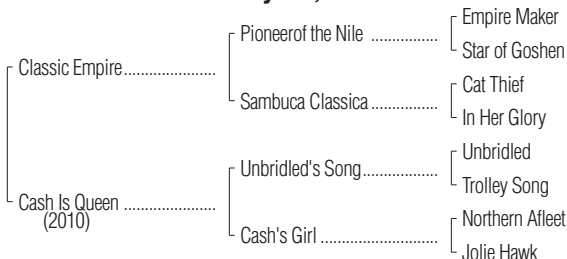 Empire Maker
Pioneerof the Nile ................
Star of Goshen
Classic Empire......................
Cat Thief
Sambuca Classica ................
In Her Glory
Unbridled
Unbridled's Song..................
Trolley Song
Cash Is Queen ......................
(2010)
Northern Afleet
Cash's Girl ............................
Jolie Hawk